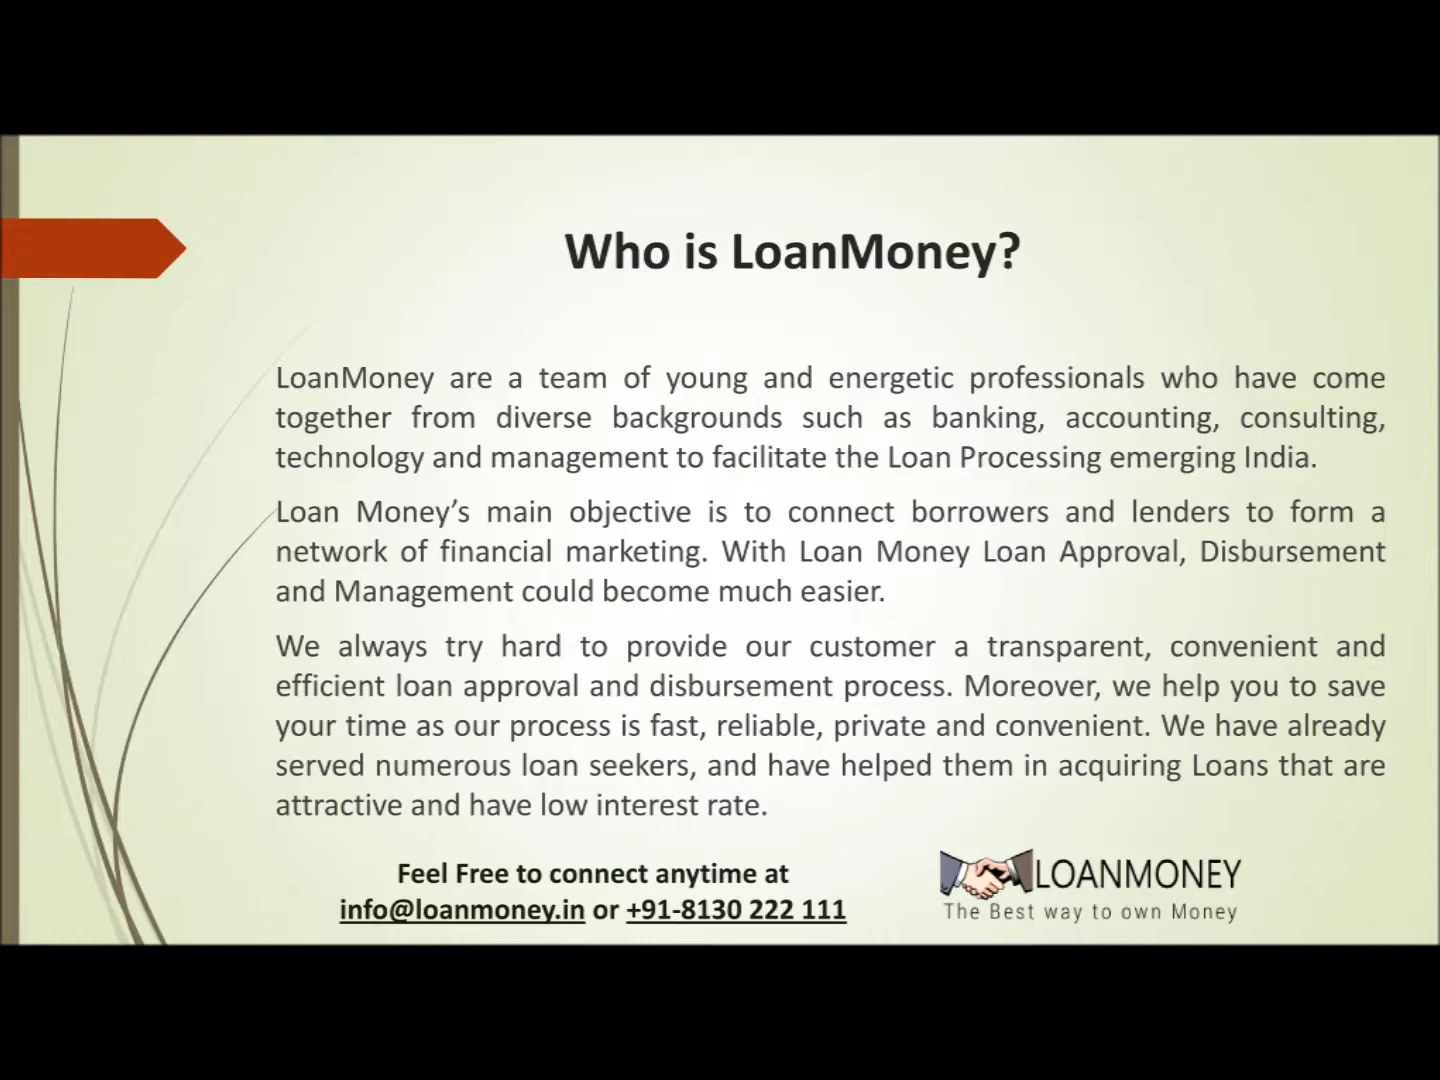 Who is LoanMoney?
LoanMoney are a team of young and energetic professionals who have come
together from diverse backgrounds such as banking, accounting, consulting,
technology and management to facilitate the Loan Processing emerging India.
Loan Money’s main objective is to connect borrowers and lenders to form a
network of financial marketing. With Loan Money Loan Approval, Disbursement
and Management could become much easier.
We always try hard to provide our customer a transparent, convenient and
efficient loan approval and disbursement process. Moreover, we help you to save
your time as our process is fast, reliable, private and convenient. We have already
served numerous loan seekers, and have helped them in acquiring Loans that are
attractive and have low interest rate.
Feel Free to connect anytime at
info@loanmoney.in or +91-8130 222 111
LOANMONEY
The Best way to own Money